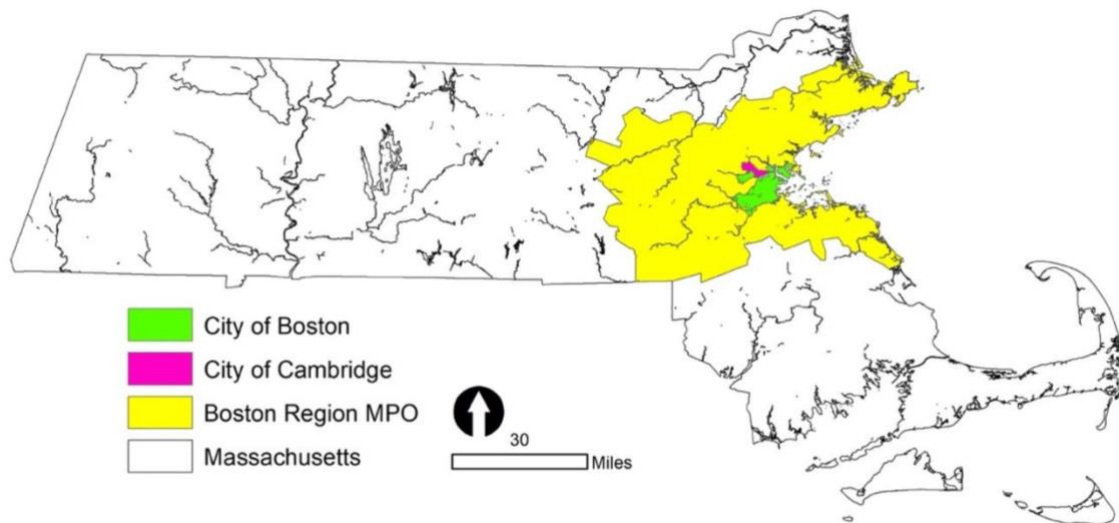 City of Boston
City of Cambridge
Boston Region MPO
Massachusetts
30
Miles